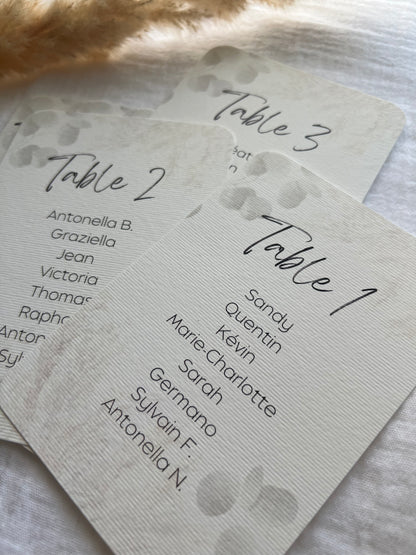 Table 3
Table 2
Antonella B.
Graziella
Jean
Victoria
Thomas
Table 1
Sandy
Quentin
Kévin
Marie-Charlotte
Sarah
Germano
Sylvain F.
Antonella N.